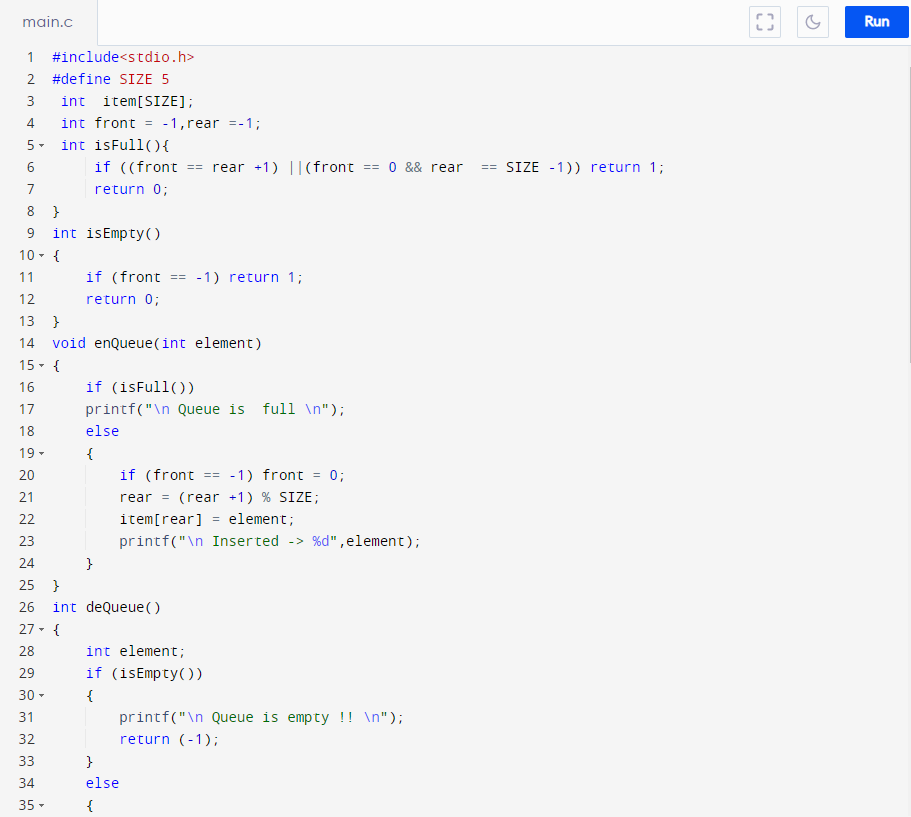 main.c
Run
1 #include<stdio.h>
2 #define SIZE 5
3  int  item[SIZE];
4  int front = -1,rear =-1;
5  int isFull(){
6      if ((front == rear +1) ||(front == 0 && rear  == SIZE -1)) return 1;
7      return 0;
8 }
9 int isEmpty()
10 {
11     if (front == -1) return 1;
12     return 0;
13 }
14 void enQueue(int element)
15 {
16     if (isFull())
17     printf("\n Queue is  full \n");
18     else
19     {
20         if (front == -1) front = 0;
21         rear = (rear +1) % SIZE;
22         item[rear] = element;
23         printf("\n Inserted -> %d",element);
24     }
25 }
26 int deQueue()
27 {
28     int element;
29     if (isEmpty())
30     {
31         printf("\n Queue is empty !! \n");
32         return (-1);
33     }
34     else
35     {